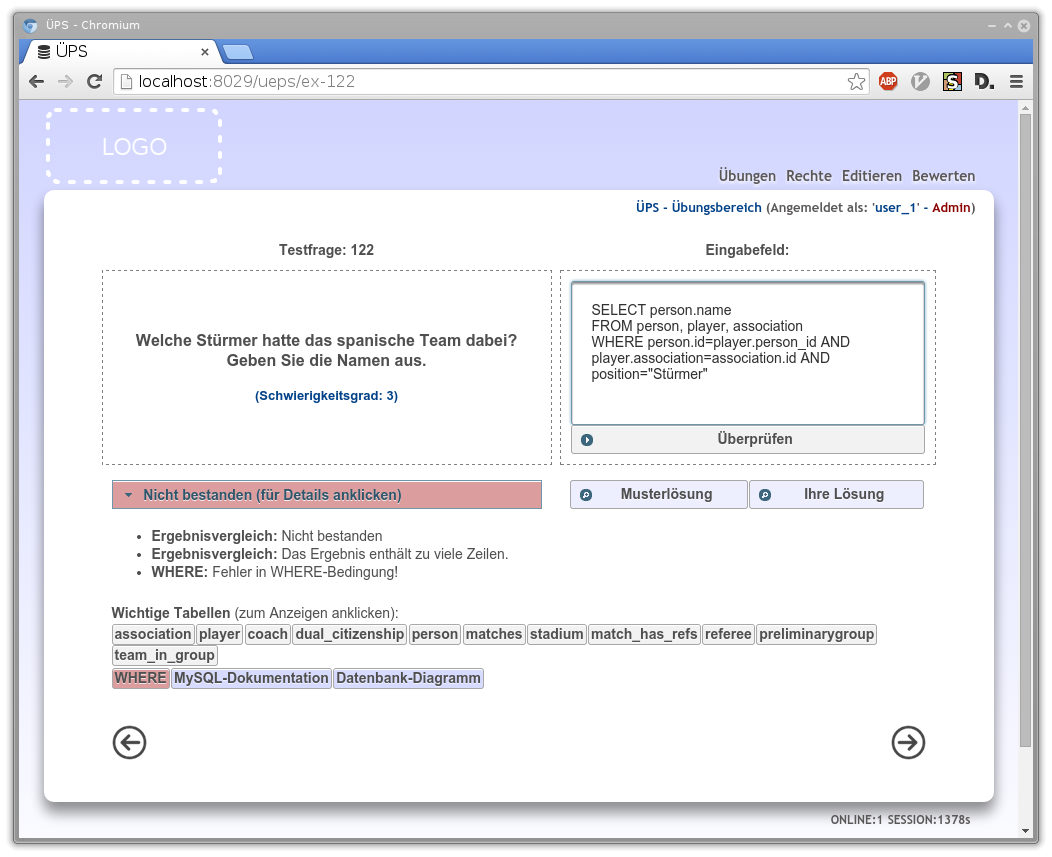 ÜPS - Chromium
ÜPS
localhost:8029/ueps/ex-122
ABP
LOGO
Übungen Rechte Editieren Bewerten
ÜPS - Übungsbereich (Angemeldet als: 'user_1' - Admin)
Testfrage: 122
Eingabefeld:
Welche Stürmer hatte das spanische Team dabei?
Geben Sie die Namen aus.
(Schwierigkeitsgrad: 3)
SELECT person.name
FROM person, player, association
WHERE person.id=player.person_id AND
player.association=association.id AND
position="Stürmer"
Überprüfen
Nicht bestanden (für Details anklicken)
Musterlösung
Ihre Lösung
Ergebnisvergleich: Nicht bestanden
Ergebnisvergleich: Das Ergebnis enthält zu viele Zeilen.
WHERE: Fehler in WHERE-Bedingung!
Wichtige Tabellen (zum Anzeigen anklicken):
association player coach dual_citizenship person matches stadium match_has_refs referee preliminarygroup
team_in_group
WHERE MySQL-Dokumentation Datenbank-Diagramm
ONLINE:1 SESSION:1378s